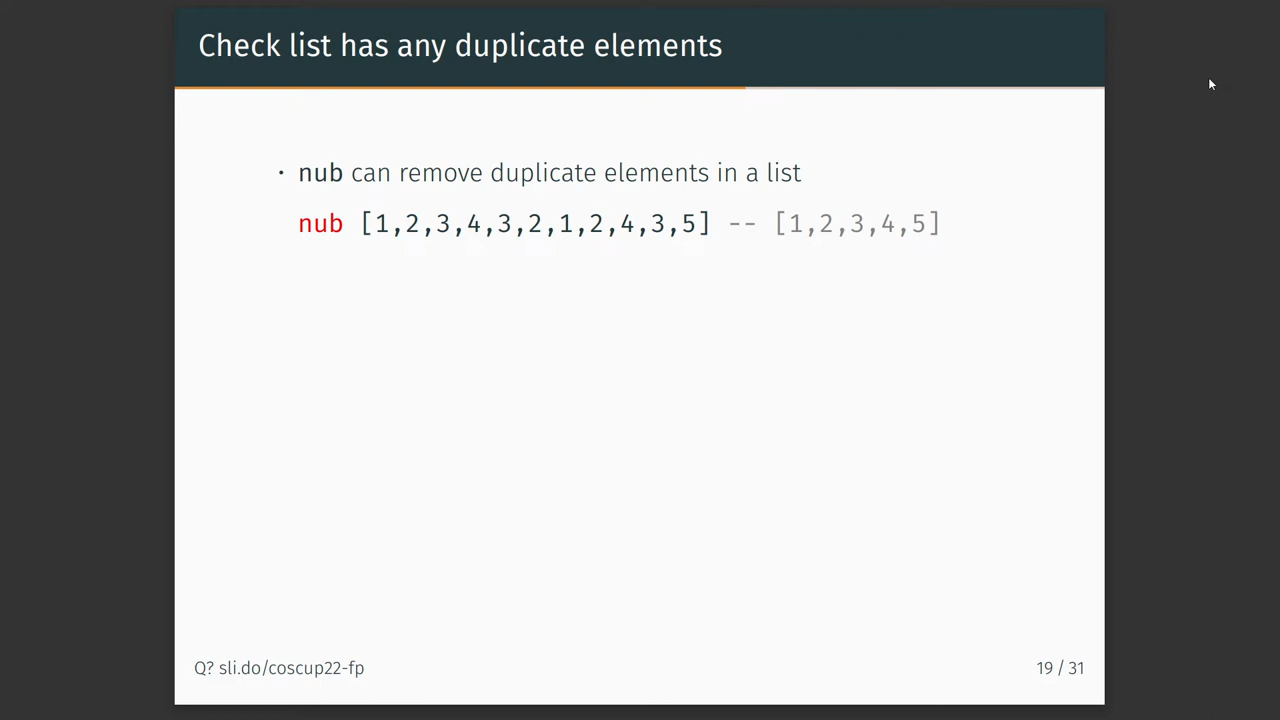 Check list has any duplicate elements
• nub can remove duplicate elements in a list
nub [1,2,3,4,3,2,1,2,4,3,5] -- [1,2,3,4,5]
Q? sli.do/coscup22-fp
19 / 31